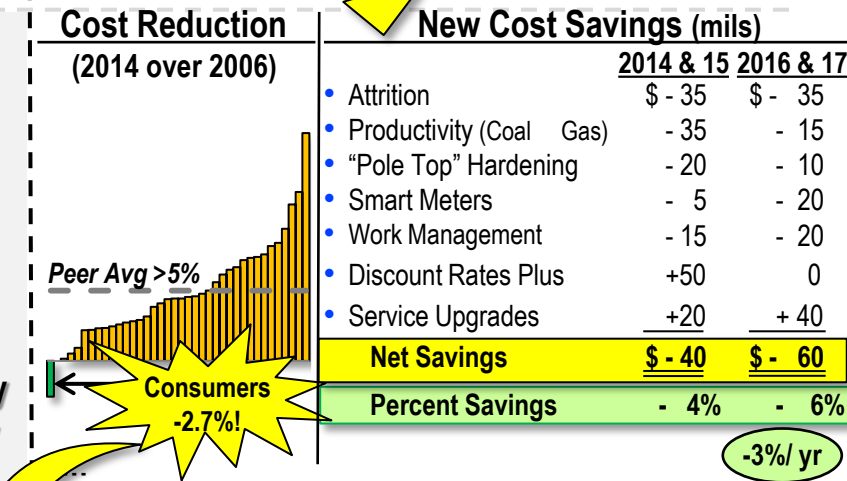 Cost Reduction
(2014 over 2006)
Peer Avg >5%
Consumers
-2.7%!
New Cost Savings (mils)
2014 & 15 2016 & 17
• Attrition $ - 35 $ - 35
• Productivity (Coal Gas) - 35 - 15
• “Pole Top” Hardening - 20 - 10
• Smart Meters - 5 - 20
• Work Management - 15 - 20
• Discount Rates Plus +50 0
• Service Upgrades +20 + 40
Net Savings $ - 40 $ - 60
Percent Savings - 4% - 6%
-3%/ yr